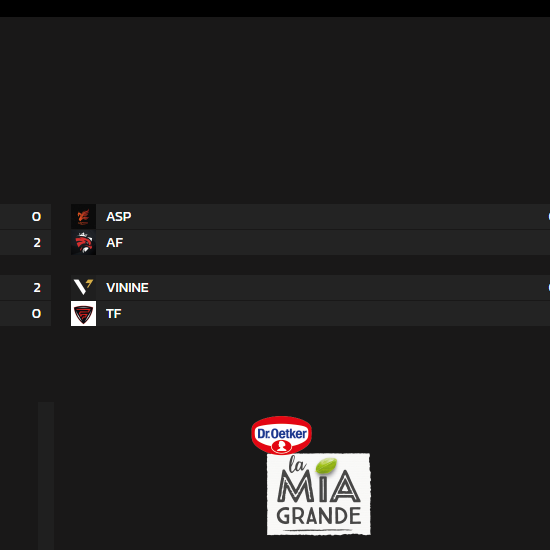 0 ASP
2 AF
2 VININE
0 TF
Dr.Oetker
la
MIA
GRANDE